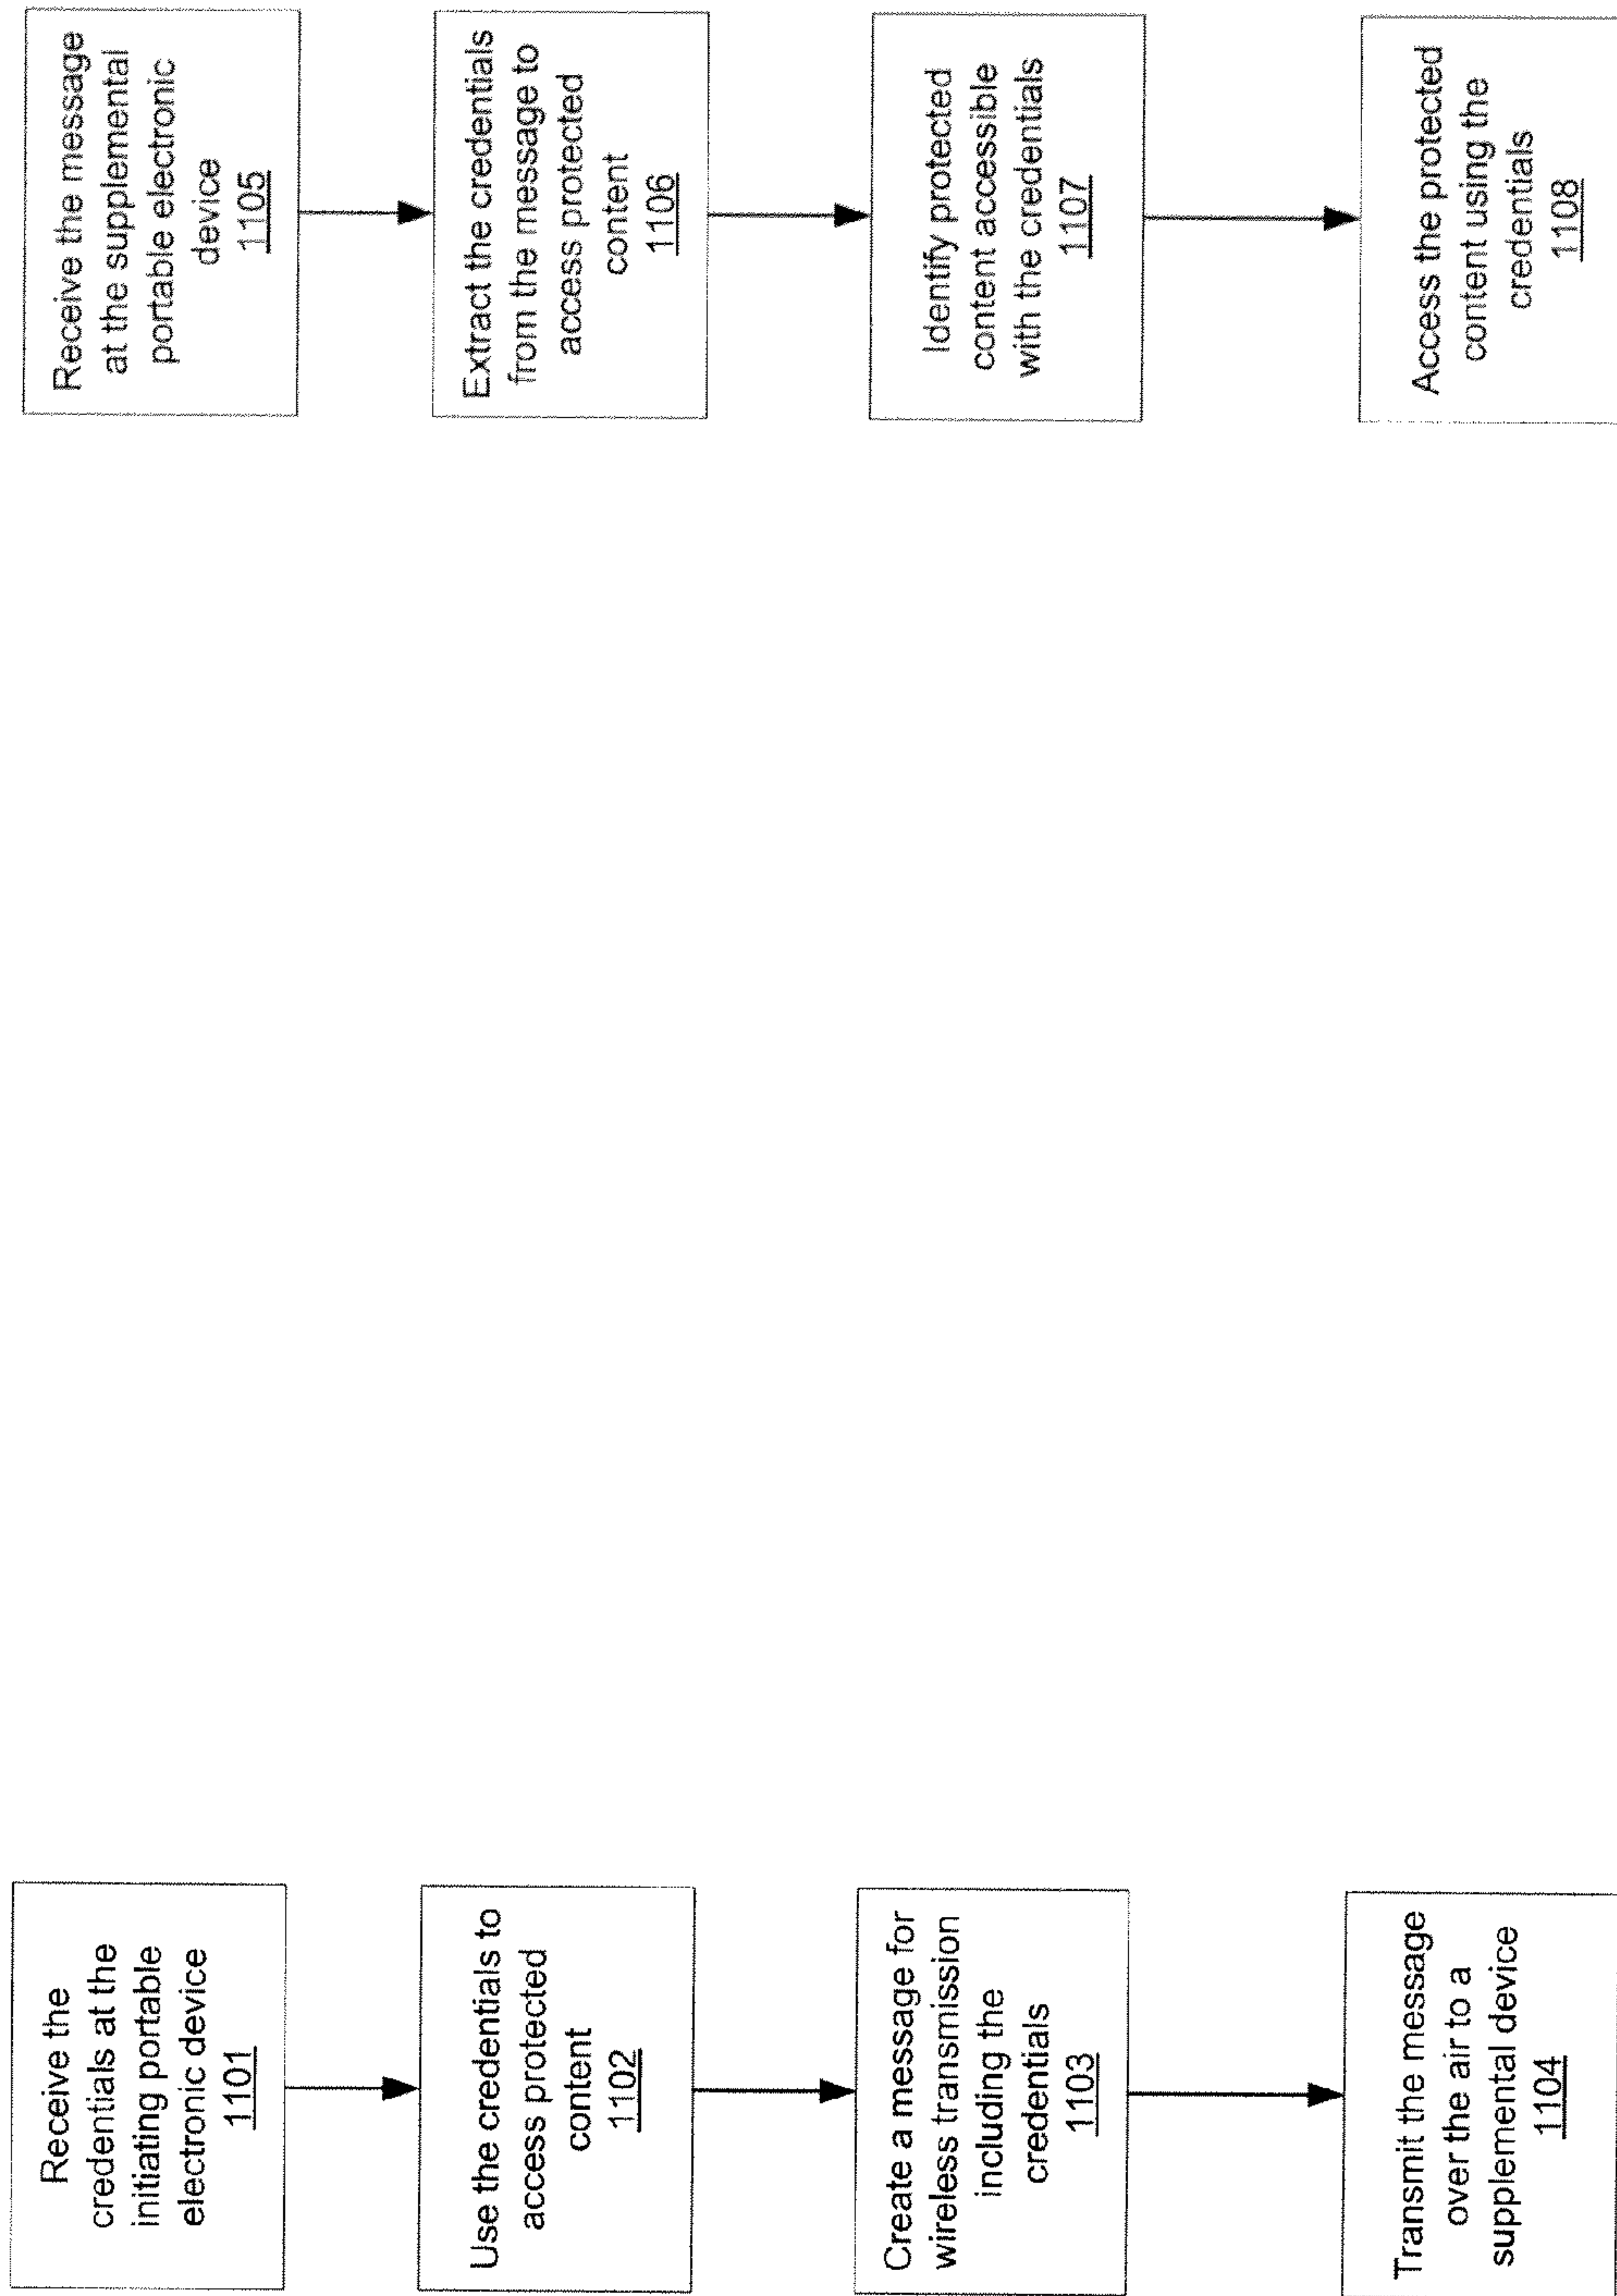 Receive the
credentials at the
initiating portable
electronic device
1101
Use the credentials to
access protected
content
1102
Create a message for
wireless transmission
including the
credentials
1103
Transmit the message
over the air to a
supplemental device
1104
Receive the message
at the supplemental
portable electronic
device
1105
Extract the credentials
from the message to
access protected
content
1106
Identify protected
content accessible
with the credentials
1107
Access the protected
content using the
credentials
1108